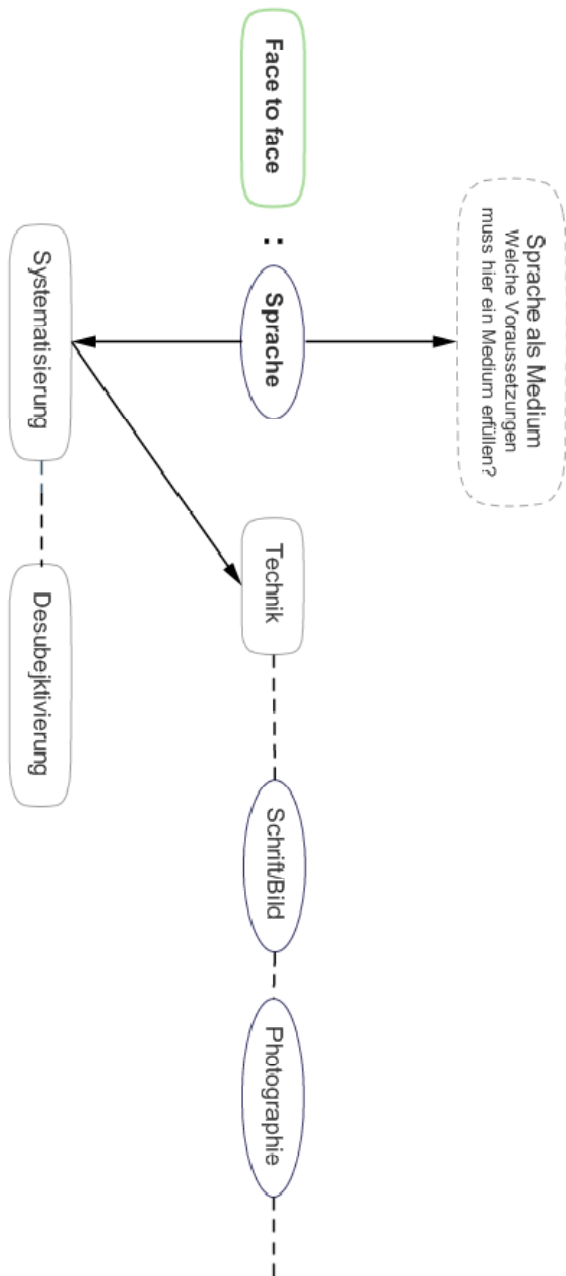 Sprache als Medium
Welche Voraussetzungen
muss hier ein Medium erfüllen?
Face to face
:
Sprache
Technik
Schrift/Bild
Photographie
Systematisierung
Desubejktivierung